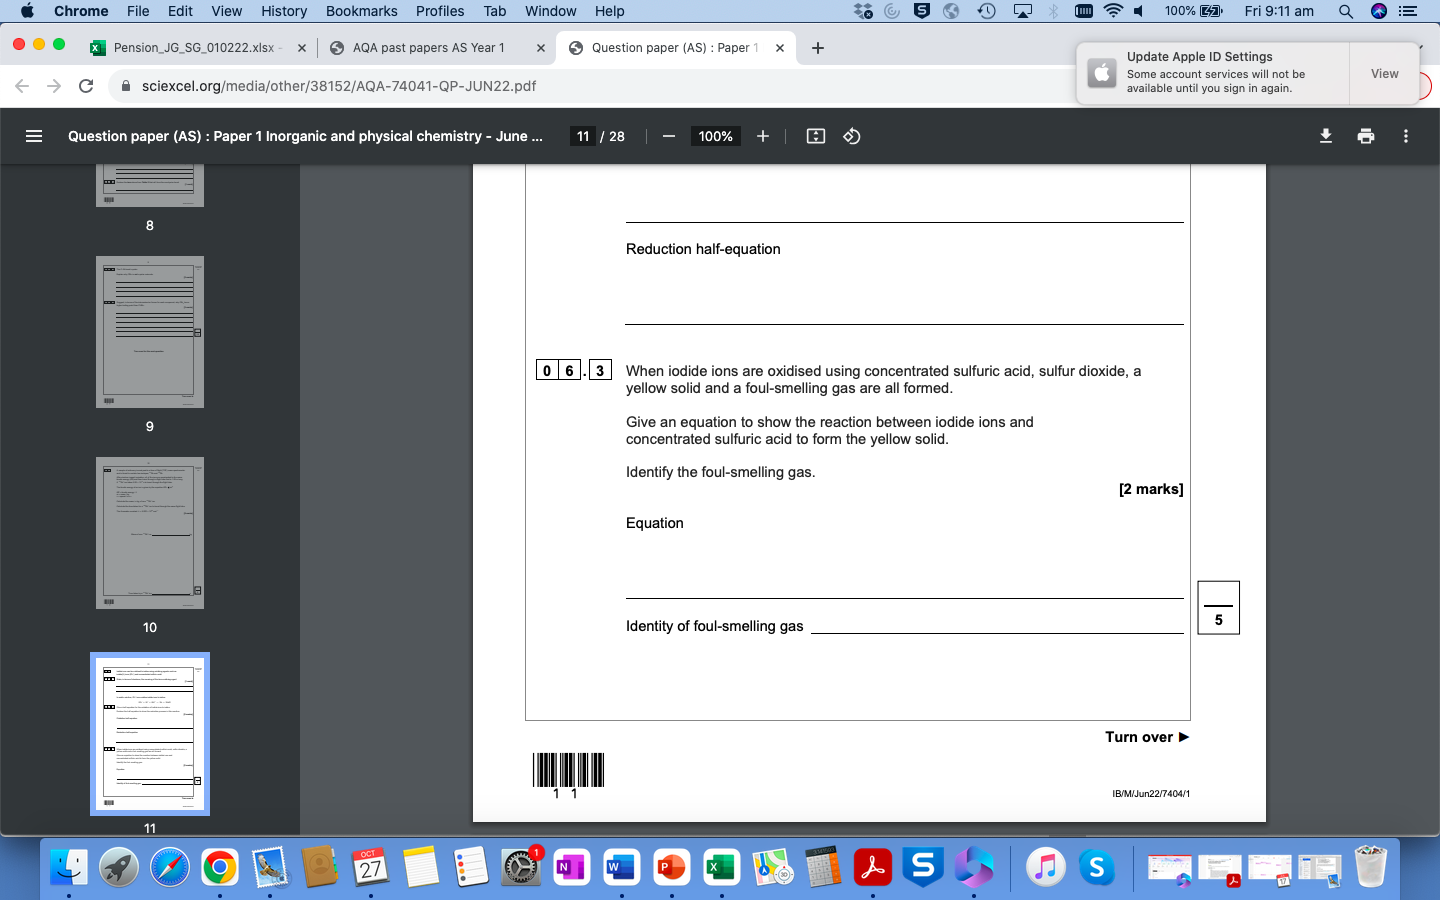 Chrome File Edit View History Bookmarks Profiles Tab Window Help 100% Fri 9:11 am
Pension_JG_SG_010222.xlsx -
AQA past papers AS Year 1
Question paper (AS) : Paper 1
Update Apple ID Settings
Some account services will not be
available until you sign in again.
View
sciexcel.org/media/other/38152/AQA-74041-QP-JUN22.pdf
Question paper (AS) : Paper 1 Inorganic and physical chemistry - June ... 11 / 28 100%
8
9
10
11
Reduction half-equation
0 6 . 3 When iodide ions are oxidised using concentrated sulfuric acid, sulfur dioxide, a
yellow solid and a foul-smelling gas are all formed.
Give an equation to show the reaction between iodide ions and
concentrated sulfuric acid to form the yellow solid.
Identify the foul-smelling gas.
[2 marks]
Equation
Identity of foul-smelling gas
5
Turn over ►
1 1
IB/M/Jun22/7404/1
OCT
27
1
N
W
P
X
3D
S
S
17